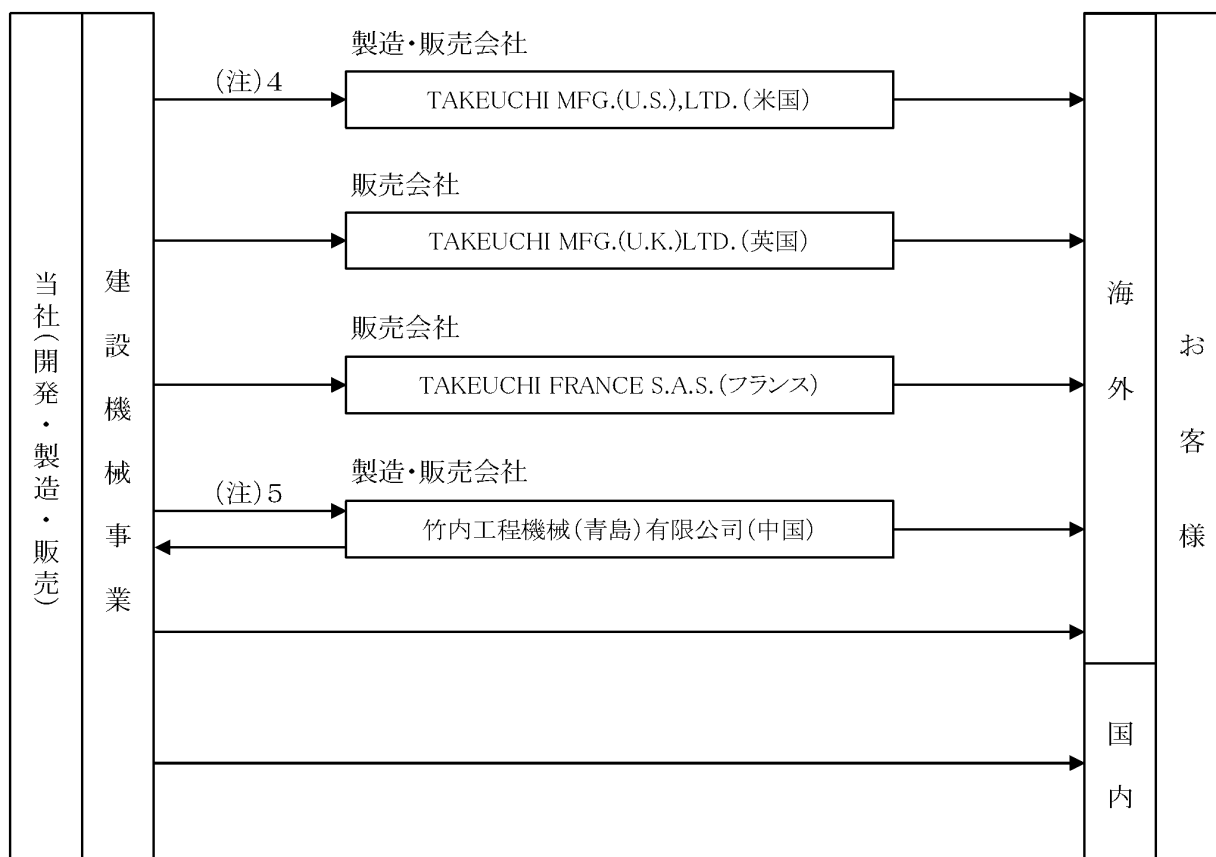 当社(開発・製造・販売)
建設機械事業
製造・販売会社
(注)4
TAKEUCHI MFG.(U.S.),LTD.(米国)
販売会社
TAKEUCHI MFG.(U.K.)LTD.(英国)
販売会社
TAKEUCHI FRANCE S.A.S.(フランス)
製造・販売会社
(注)5
竹内工程機械(青島)有限公司(中国)
海外
国内
お客様